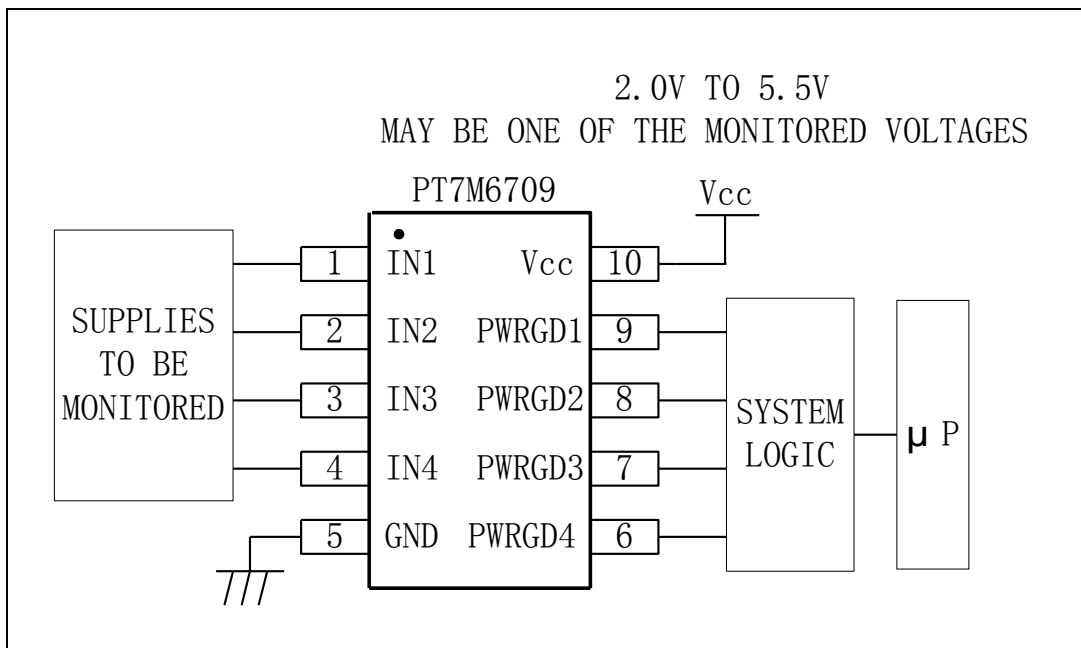 2.0V TO 5.5V
MAY BE ONE OF THE MONITORED VOLTAGES
PT7M6709
Vcc
SUPPLIES
TO BE
MONITORED
1 IN1 Vcc 10
2 IN2 PWRGD1 9
3 IN3 PWRGD2 8
4 IN4 PWRGD3 7
5 GND PWRGD4 6
SYSTEM
LOGIC
μ P